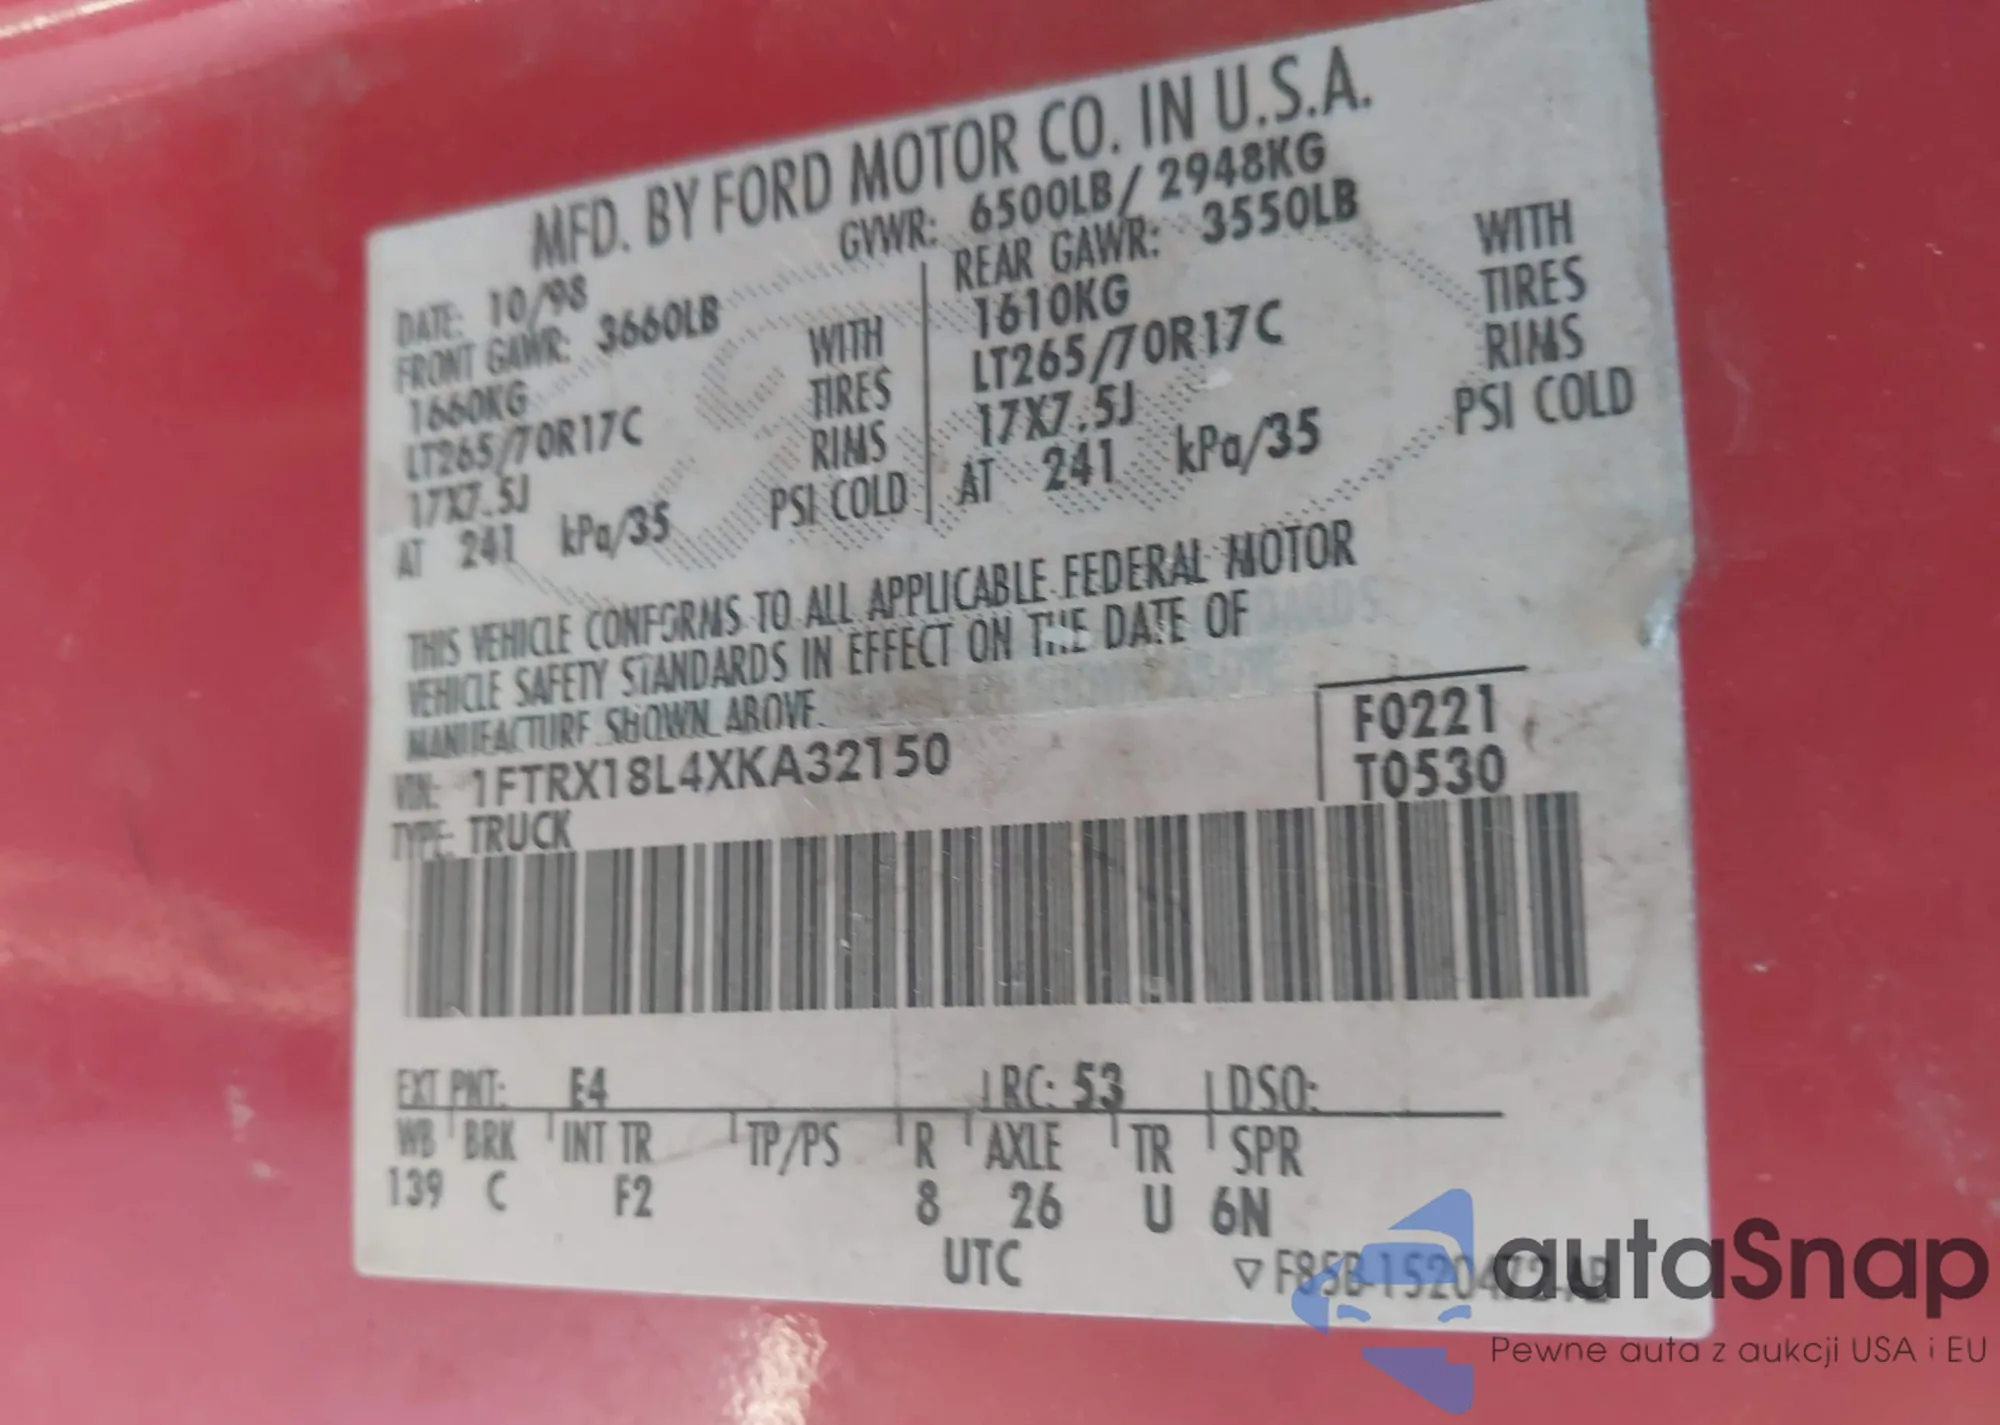 MFD. BY FORD MOTOR CO. IN U.S.A.
DATE: 10/98 GVWR: 6500LB/ 2948KG
FRONT GAWR: 3660LB REAR GAWR: 3550LB
1660KG WITH 1610KG WITH
LT265/70R17C TIRES LT265/70R17C TIRES
17X7.5J RIMS 17X7.5J RIMS
AT 241 kPa/35 PSI COLD AT 241 kPa/35 PSI COLD
THIS VEHICLE CONFORMS TO ALL APPLICABLE FEDERAL MOTOR
VEHICLE SAFETY STANDARDS IN EFFECT ON THE DATE OF
MANUFACTURE SHOWN ABOVE.
VIN: 1FTRX18L4XKA32150 F0221
TYPE: TRUCK T0530
EXT PNT: E4 RC: 53 DSO:
WB BRK INT TR TP/PS R AXLE TR SPR
139 C F2 8 26 U 6N
UTC
autaSnap
Pewne auta z aukcji USA i EU